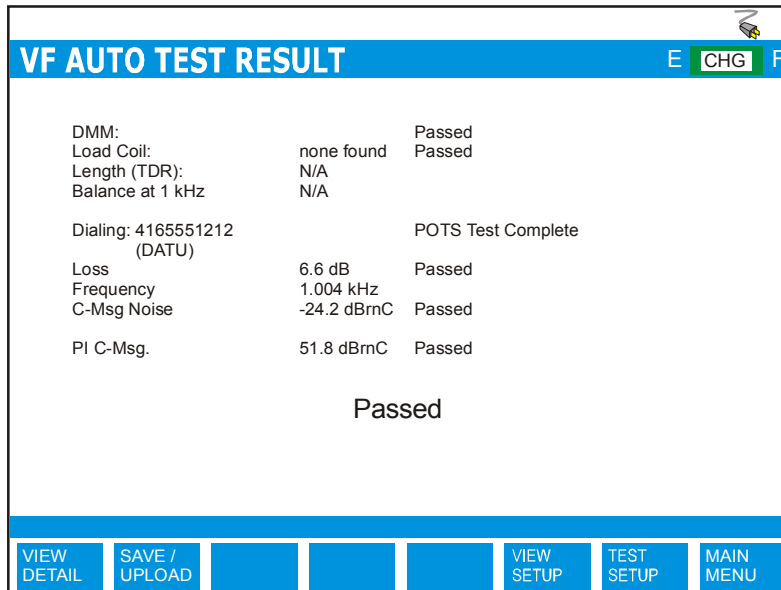 VF AUTO TEST RESULT E CHG F
DMM: Passed
Load Coil: none found Passed
Length (TDR): N/A
Balance at 1 kHz N/A
Dialing: 4165551212 POTS Test Complete
(DATU)
Loss 6.6 dB Passed
Frequency 1.004 kHz
C-Msg Noise -24.2 dBrnC Passed
PI C-Msg. 51.8 dBrnC Passed
Passed
VIEW DETAIL
SAVE / UPLOAD
VIEW SETUP
TEST SETUP
MAIN MENU